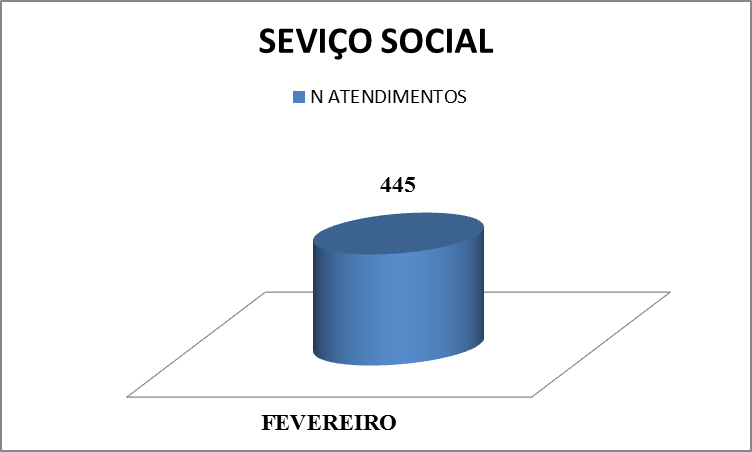 SEVIÇO SOCIAL
N ATENDIMENTOS
445
FEVEREIRO